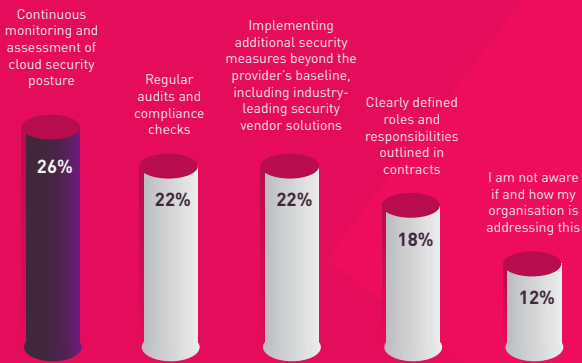 Continuous
monitoring and
assessment of
cloud security
posture
26%
Regular
audits and
compliance
checks
22%
Implementing
additional security
measures beyond the
provider's baseline,
including industry-
leading security
vendor solutions
22%
Clearly defined
roles and
responsibilities
outlined in
contracts
18%
I am not aware
if and how my
organisation is
addressing this
12%